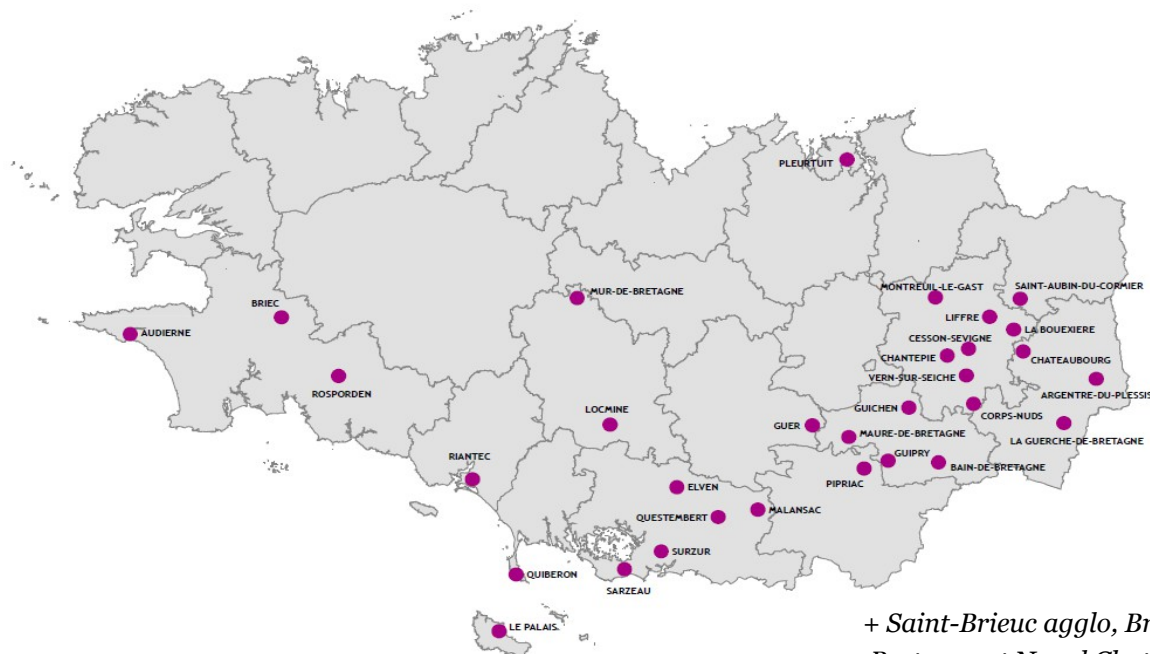 PLEURTUIT
MONTREUIL-LE-GAST
SAINT-AUBIN-DU-CORMIER
MUR-DE-BRETAGNE
BRIEC
LIFFRE
AUDIERNE
LA BOUEXIERE
CESSON-SEVIGNE
CHANTEPIE
CHATEAUBOURG
VERN-SUR-SEICHE
ROSPORDEN
ARGENTRE-DU-PLESSIS
LOCMINE
GUICHEN
CORPS-NUDS
GUER
MAURE-DE-BRETAGNE
LA GUERCHE-DE-BRETAGNE
RIANTEC
GUIPRY
BAIN-DE-BRETAGNE
PIPRIAC
ELVEN
MALANSAC
QUESTEMBERT
SURZUR
QUIBERON
SARZEAU
LE PALAIS
+ Saint-Brieuc agglo, Br